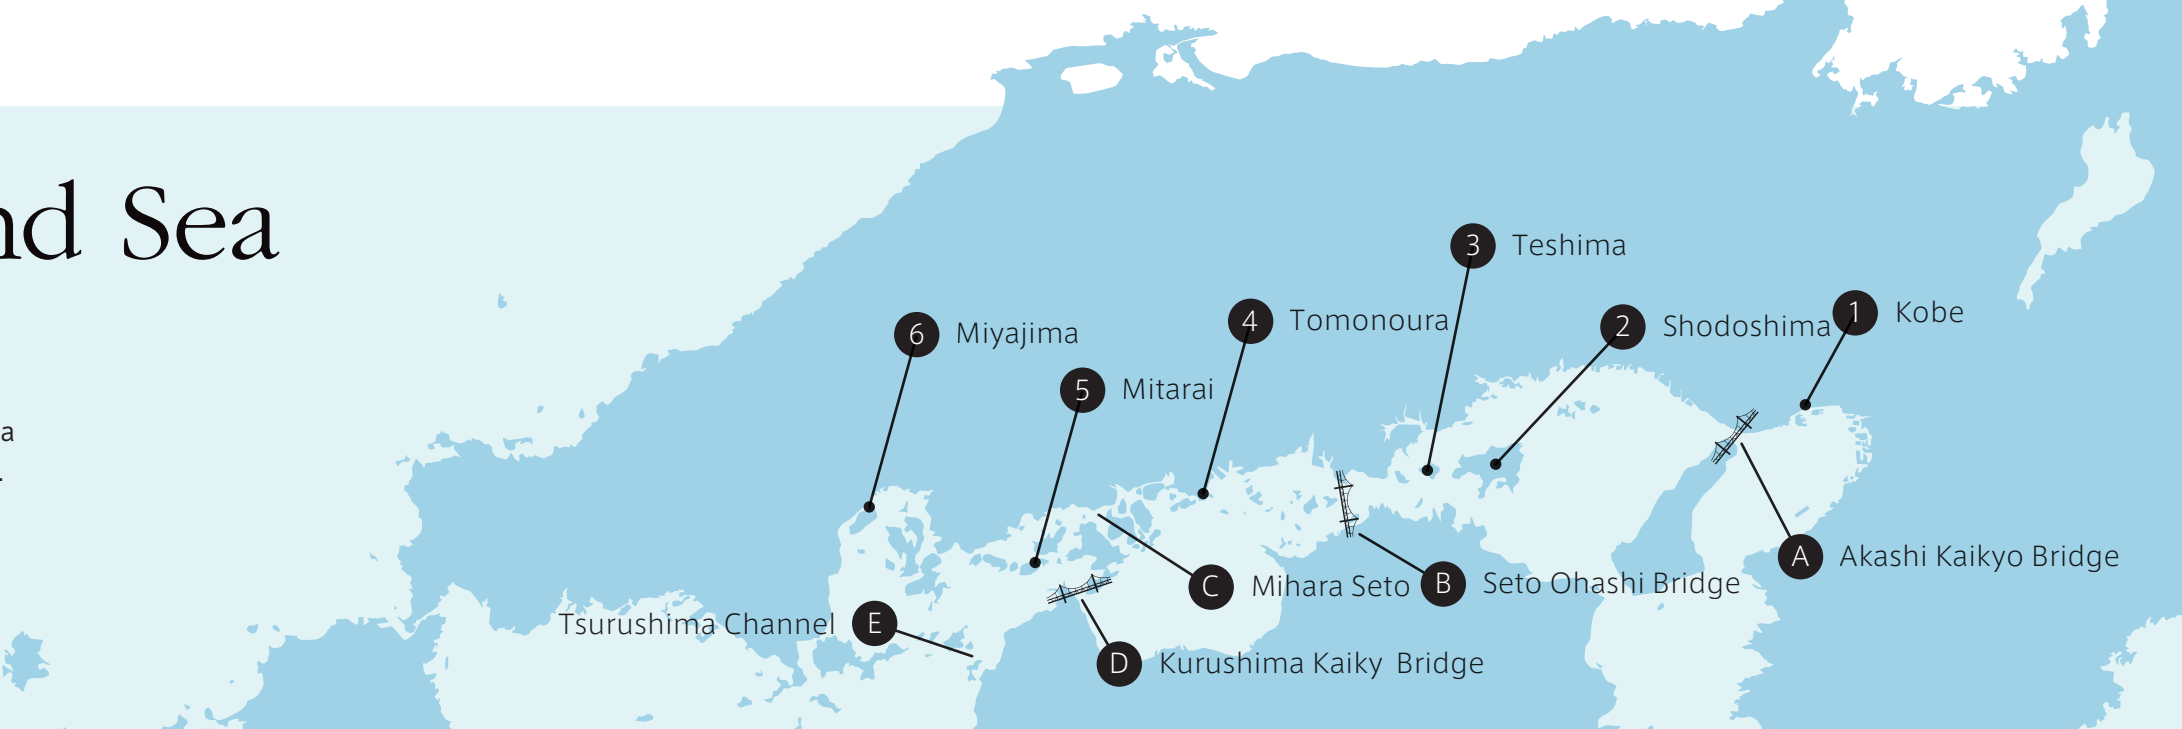 nd Sea
a
.
3 Teshima
1 Kobe
4 Tomonoura
2 Shodoshima
6 Miyajima
5 Mitarai
A Akashi Kaikyo Bridge
C Mihara Seto
B Seto Ohashi Bridge
Tsurushima Channel E
D Kurushima Kaiky Bridge